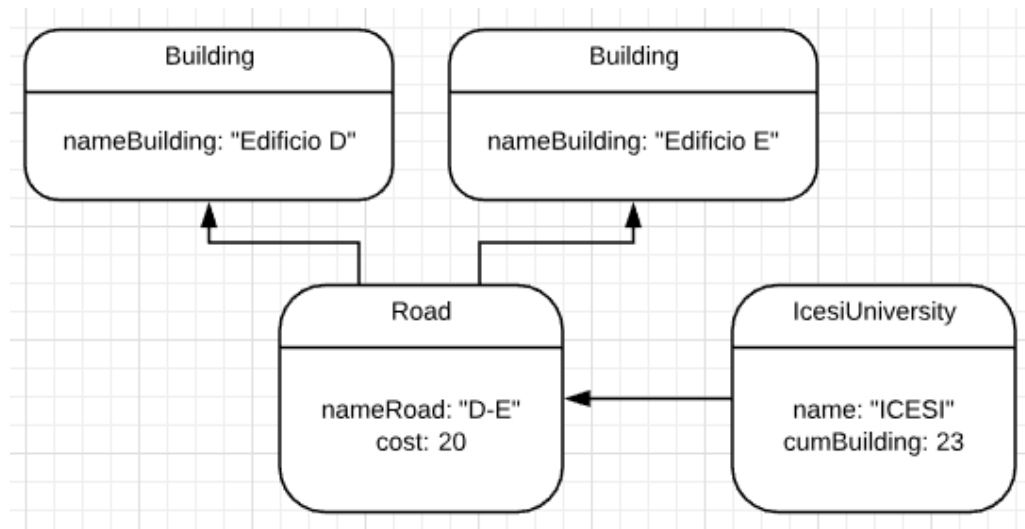 Building
nameBuilding: "Edificio D"
Building
nameBuilding: "Edificio E"
Road
nameRoad: "D-E"
cost: 20
IcesiUniversity
name: "ICESI"
cumBuilding: 23